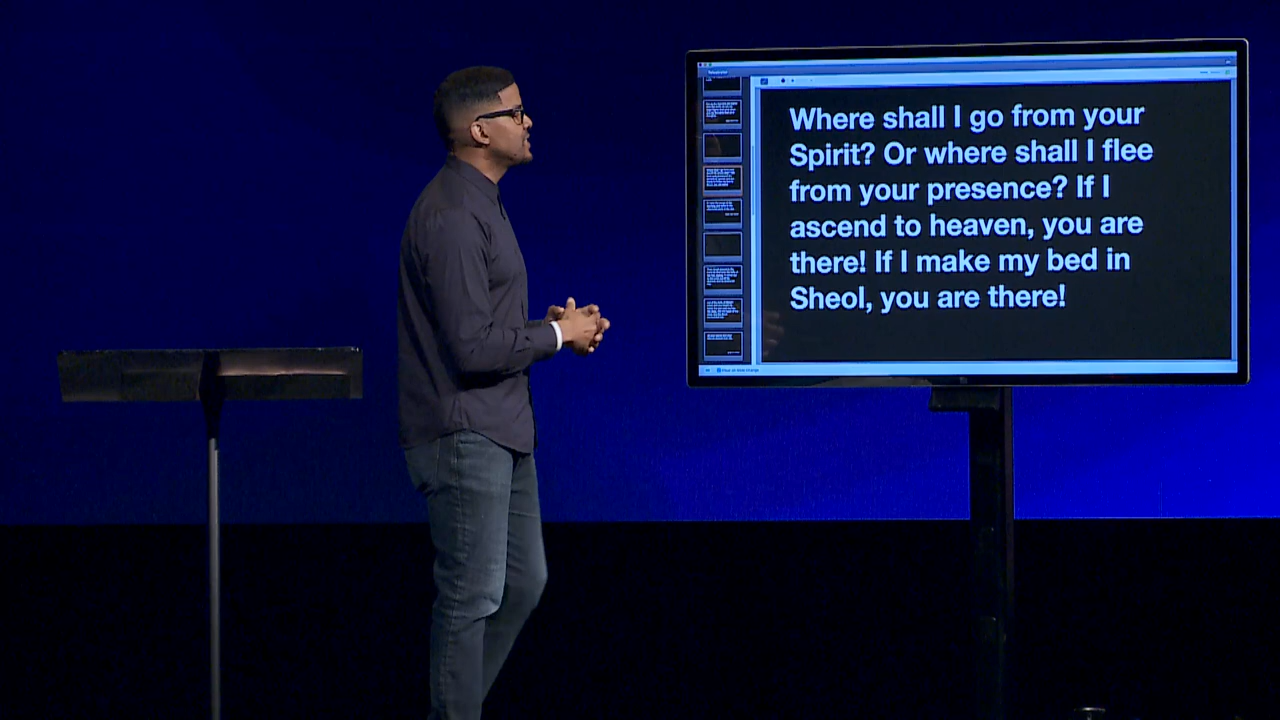 Where shall I go from your
Spirit? Or where shall I flee
from your presence? If I
ascend to heaven, you are
there! If I make my bed in
Sheol, you are there!